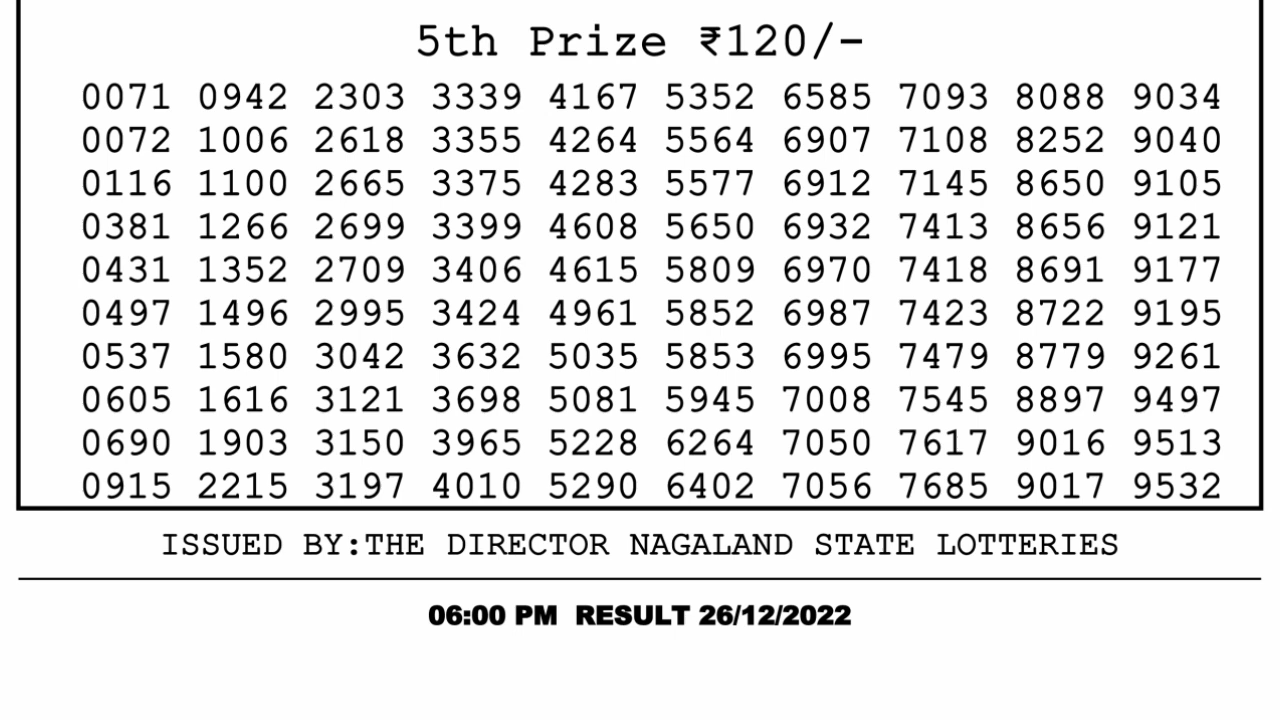 5th Prize ₹120/-
0071 0942 2303 3339 4167 5352 6585 7093 8088 9034
0072 1006 2618 3355 4264 5564 6907 7108 8252 9040
0116 1100 2665 3375 4283 5577 6912 7145 8650 9105
0381 1266 2699 3399 4608 5650 6932 7413 8656 9121
0431 1352 2709 3406 4615 5809 6970 7418 8691 9177
0497 1496 2995 3424 4961 5852 6987 7423 8722 9195
0537 1580 3042 3632 5035 5853 6995 7479 8779 9261
0605 1616 3121 3698 5081 5945 7008 7545 8897 9497
0690 1903 3150 3965 5228 6264 7050 7617 9016 9513
0915 2215 3197 4010 5290 6402 7056 7685 9017 9532
ISSUED BY:THE DIRECTOR NAGALAND STATE LOTTERIES
06:00 PM RESULT 26/12/2022